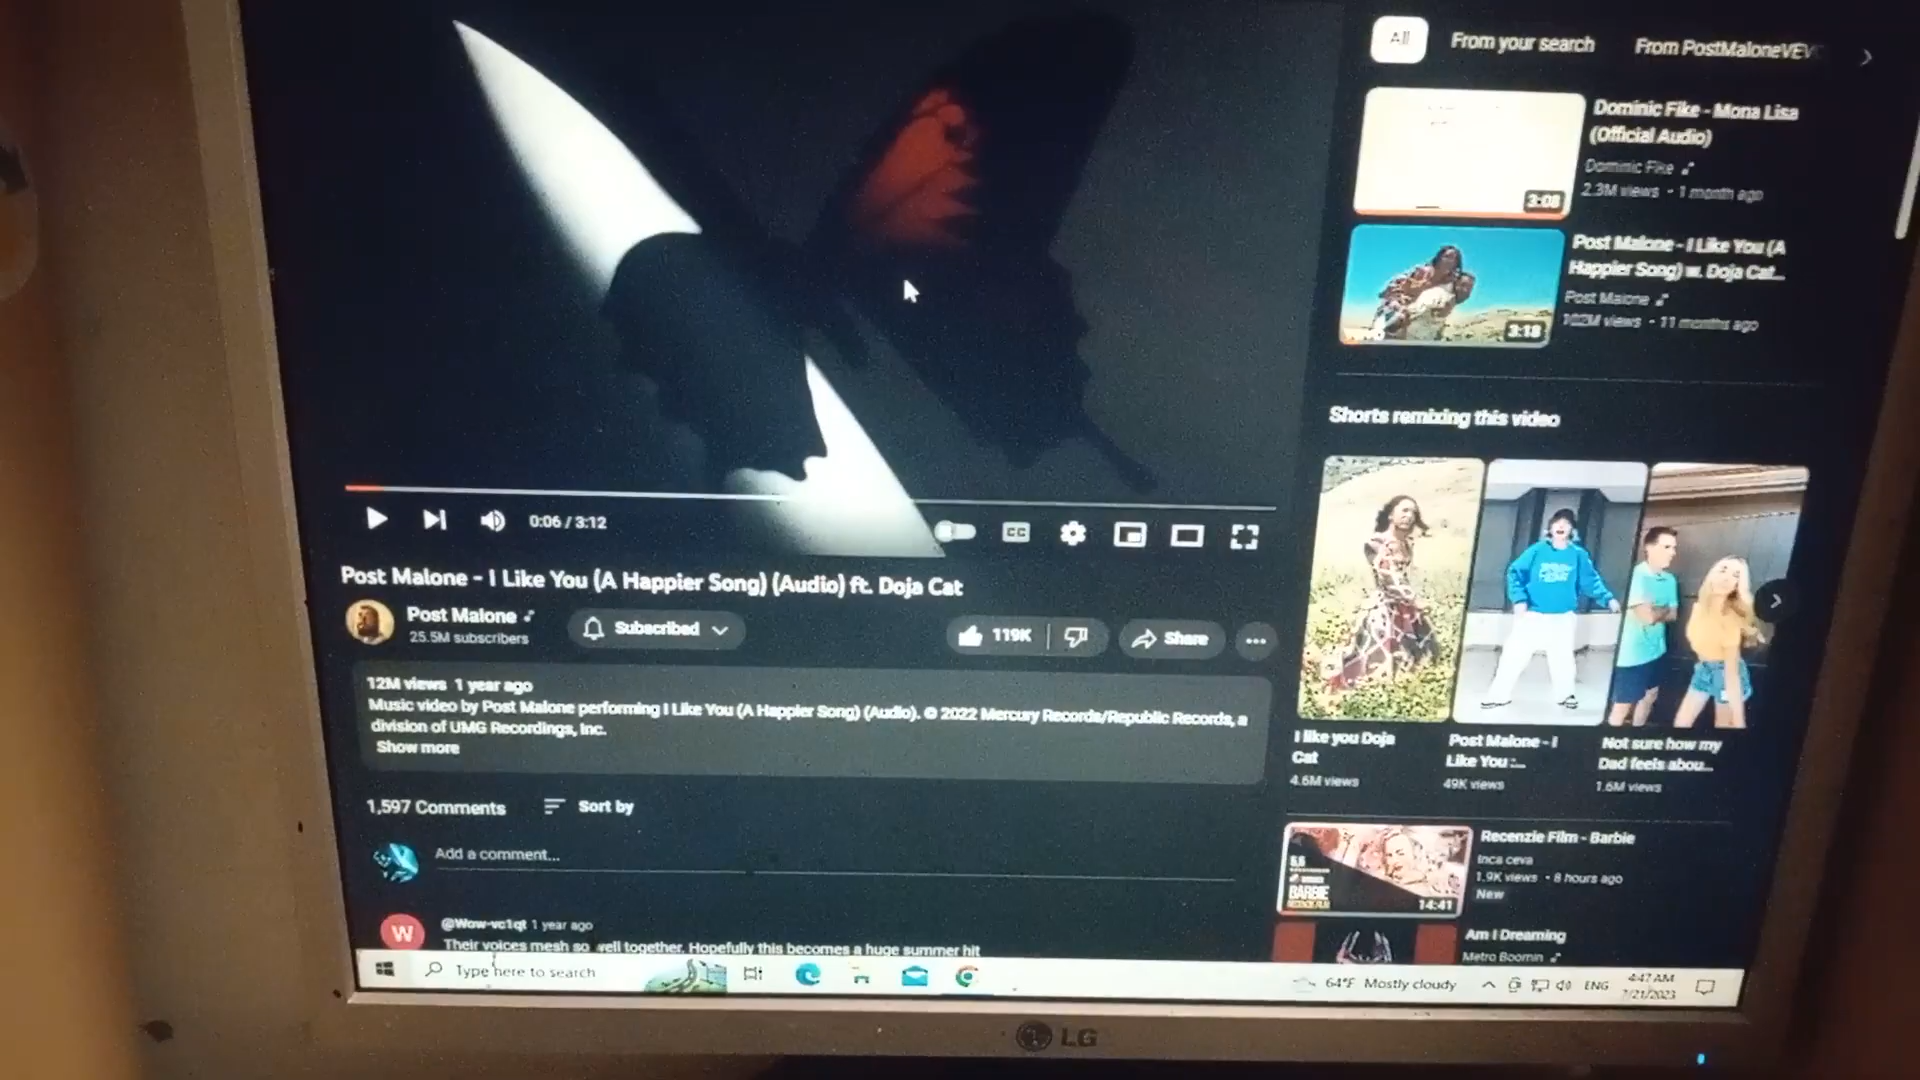 All
From your search
From PostMaloneVEV
Dominic Fike - Mona Lisa
(Official Audio)
Dominic Fike
2.3M views • 1 month ago
3:08
Post Malone - I Like You (A
Happier Song) w. Doja Cat...
Post Malone
102M views • 11 months ago
3:18
Shorts remixing this video
0:06 / 3:12
CC
Post Malone - I Like You (A Happier Song) (Audio) ft. Doja Cat
Post Malone
25.5M subscribers
Subscribed
119K
Share
12M views 1 year ago
Music video by Post Malone performing I Like You (A Happier Song) (Audio). © 2022 Mercury Records/Republic Records, a
division of UMG Recordings, Inc.
Show more
I like you Doja
Cat
4.6M views
Post Malone - I
Like You :...
49K views
Not sure how my
Dad feels abou...
1.6M views
1,597 Comments
Sort by
Add a comment...
W
@Wow-vc1qt 1 year ago
Their voices mesh so well together. Hopefully this becomes a huge summer hit
BARBIE
14:41
Recenzie Film - Barbie
Inca ceva
1.9K views • 8 hours ago
New
Am I Dreaming
Metro Boomin
Type here to search
64°F Mostly cloudy
ENG
4:47 AM
7/21/2023
LG